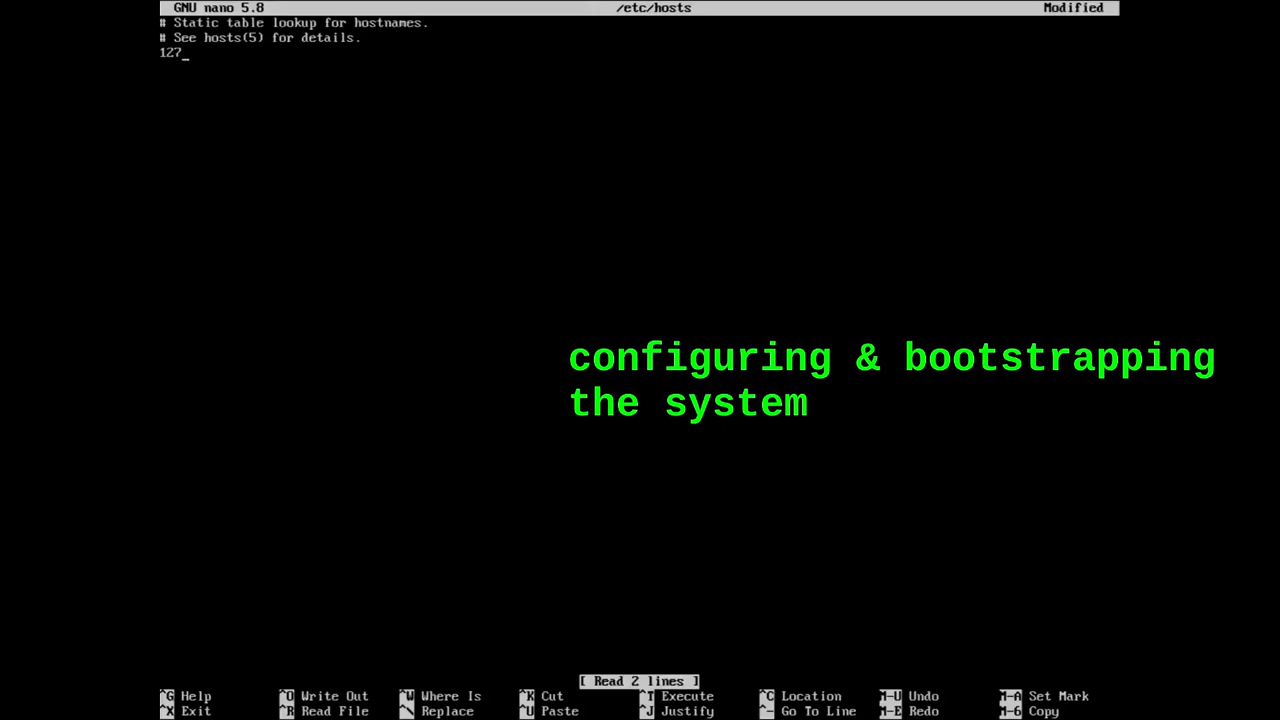 GNU nano 5.8 /etc/hosts Modified
# Static table lookup for hostnames.
# See hosts(5) for details.
127_
configuring & bootstrapping
the system
[ Read 2 lines ]
^G Help ^O Write Out ^W Where Is ^K Cut ^T Execute ^C Location M-U Undo M-A Set Mark
^X Exit ^R Read File ^\ Replace ^U Paste ^J Justify ^_ Go To Line M-E Redo M-6 Copy